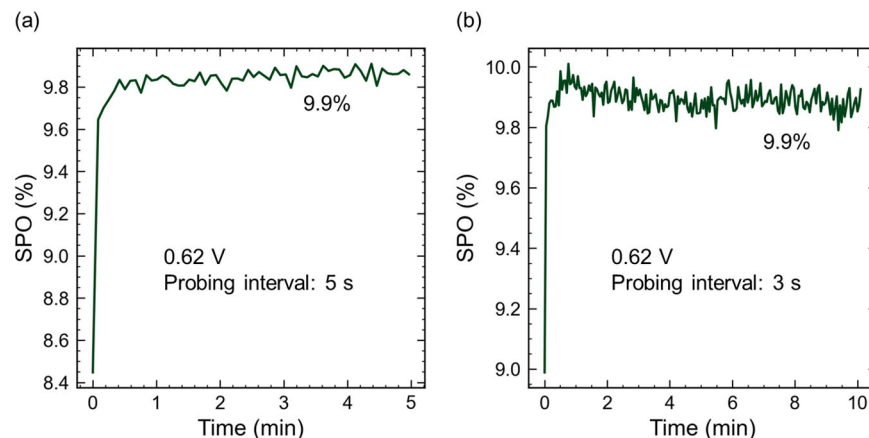 (a)
SPO (%)
9.8
9.6
9.4
9.2
9.0
8.8
8.6
8.4
9.9%
0.62 V
Probing interval: 5 s
0 1 2 3 4 5
Time (min)
(b)
SPO (%)
10.0
9.8
9.6
9.4
9.2
9.0
9.9%
0.62 V
Probing interval: 3 s
0 2 4 6 8 10
Time (min)